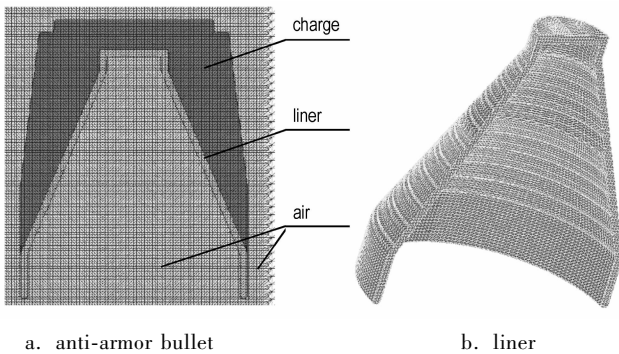 charge
liner
air
a. anti-armor bullet
b. liner